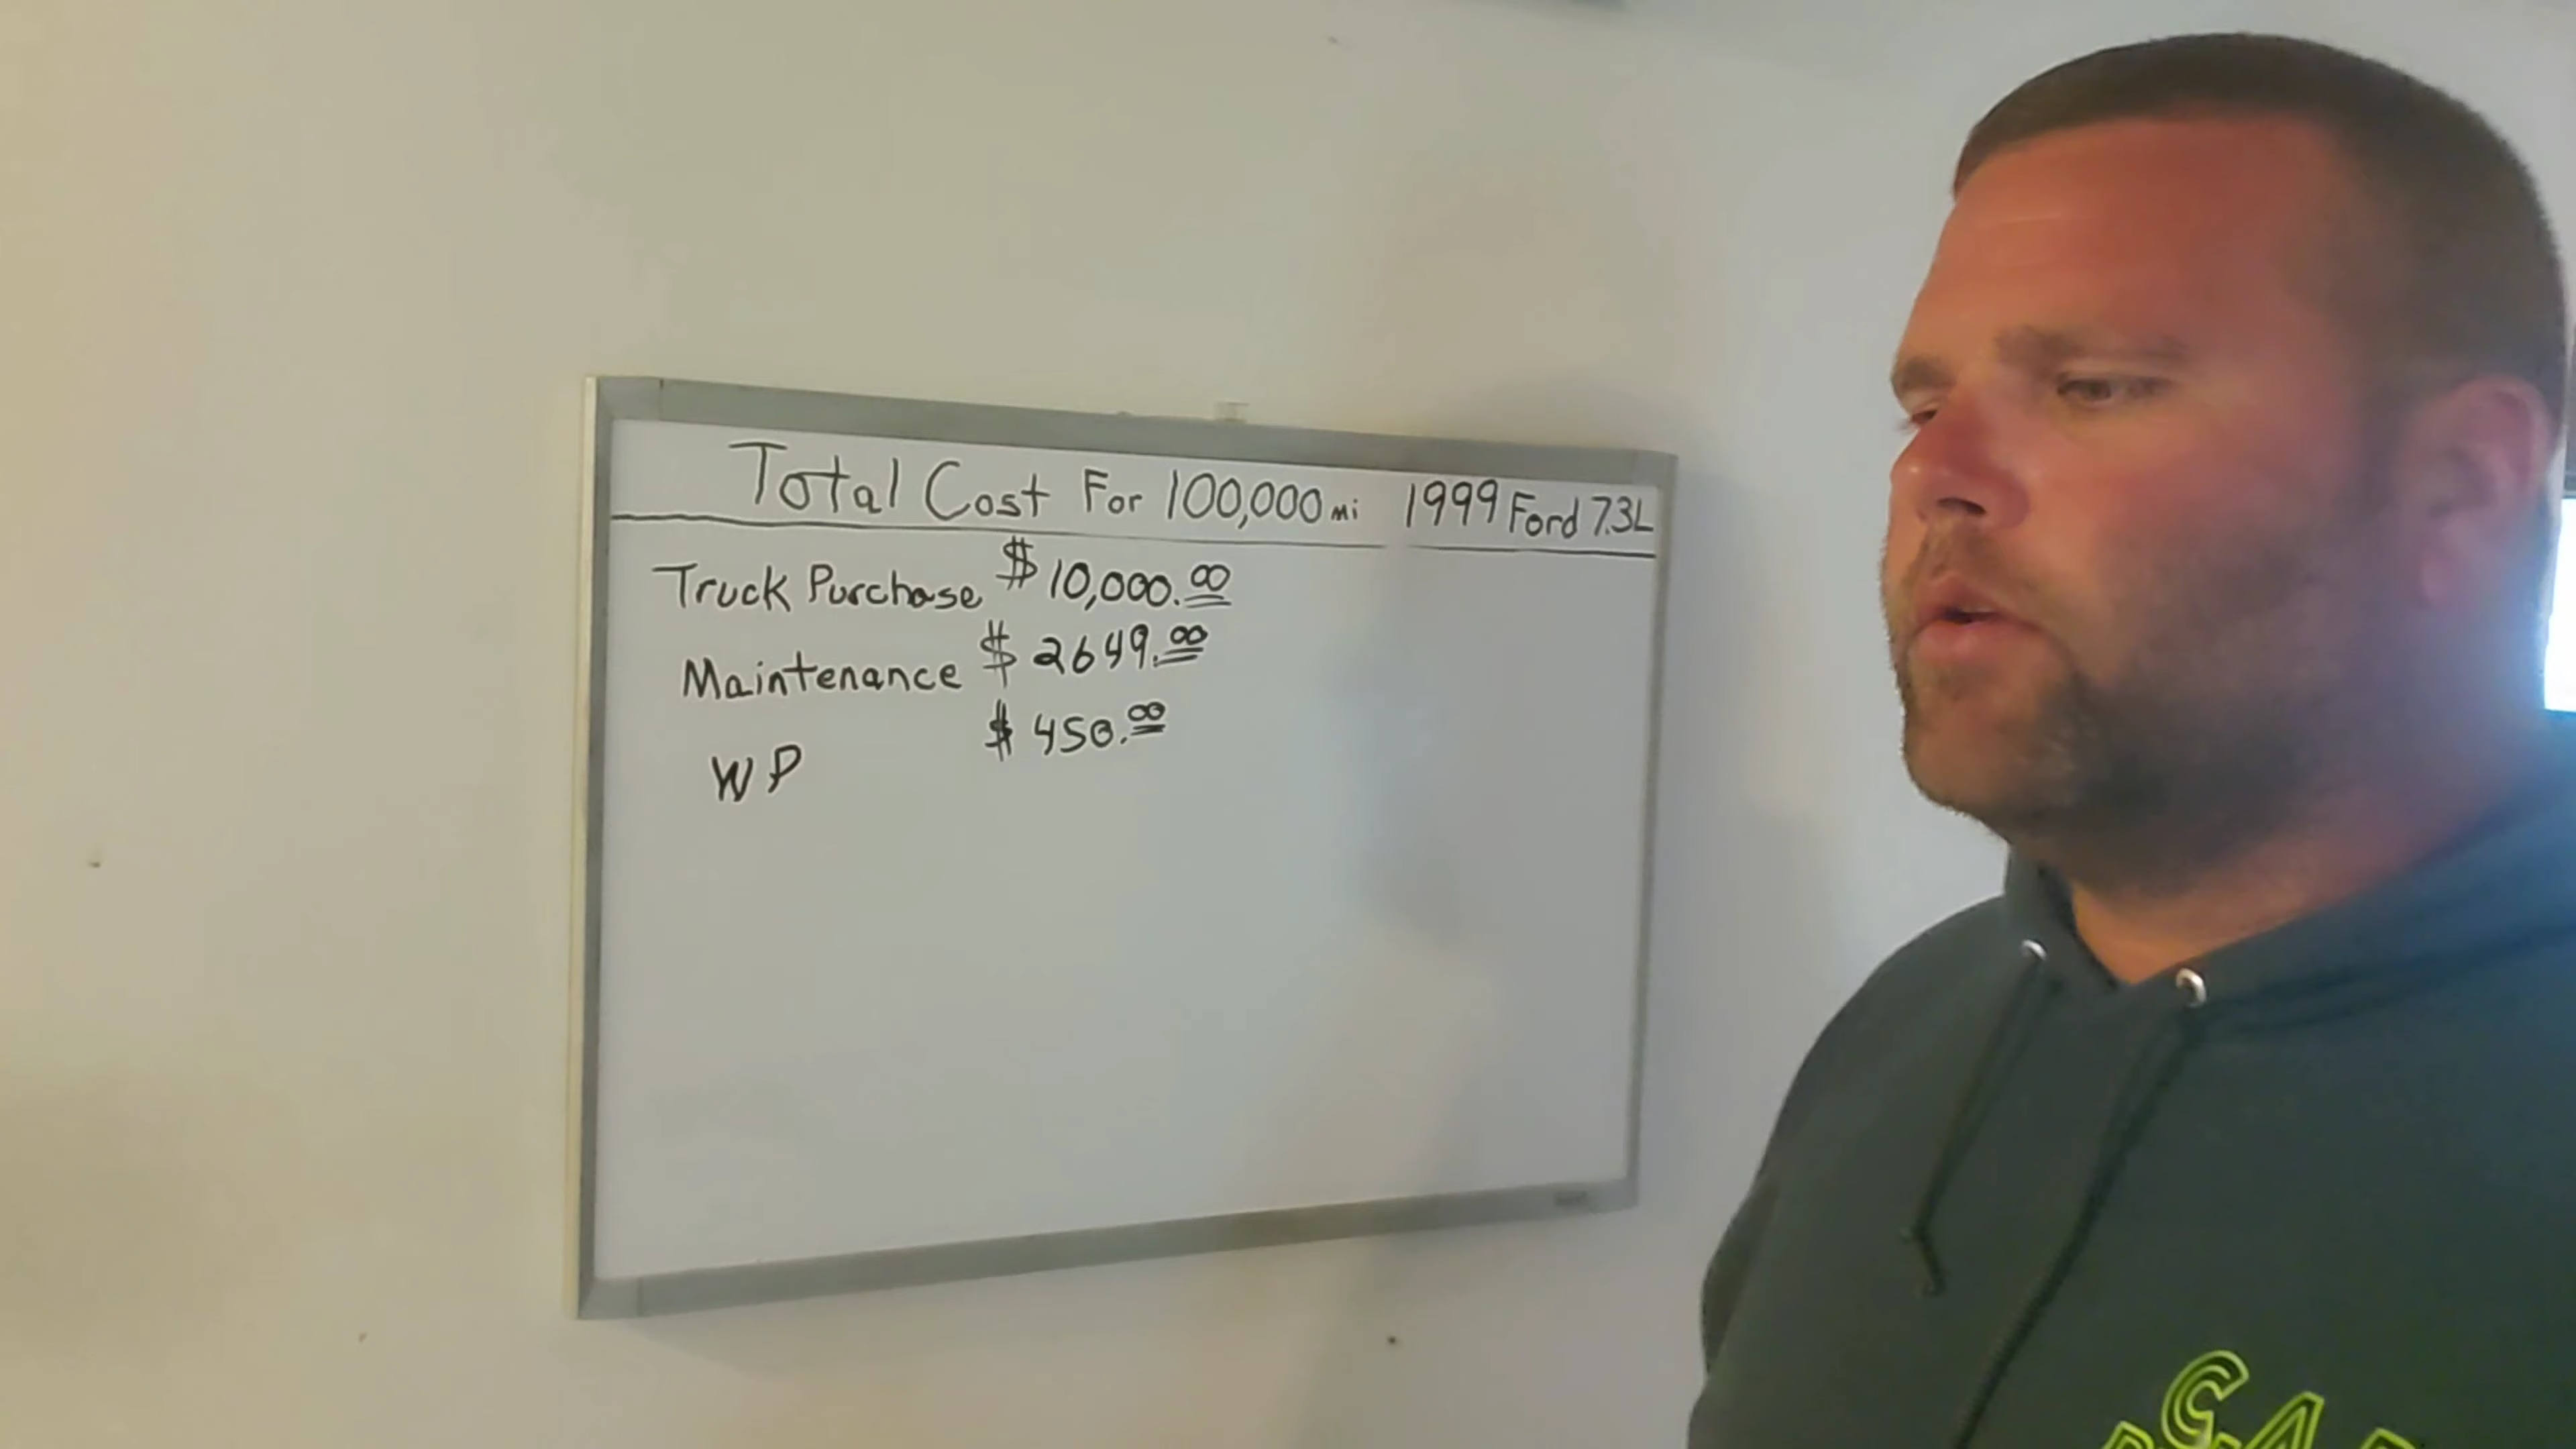 Total Cost For 100,000 mi 1999 Ford 7.3L
Truck Purchase $10,000.00
Maintenance $2649.00
WP $450.00